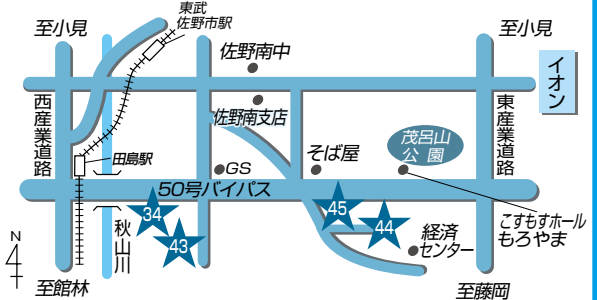 東武
佐野市駅
至小見
佐野南中
至小見
イオン
西産業道路
佐野南支店
東産業道路
田島駅
GS
そば屋
茂呂山
公園
50号バイパス
34
43
45
44
秋山川
経済
センター
こすもすホール
もろやま
N
4
至館林
至藤岡